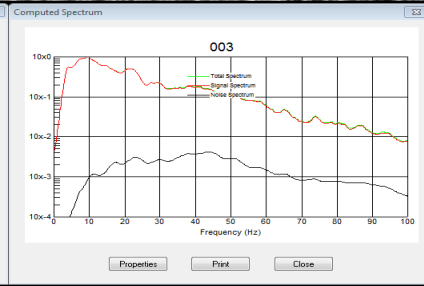 Computed Spectrum
003
10x0
Total Spectrum
Signal Spectrum
10x-1
Noise Spectrum
10x-2
10x-3
10x-4
0 10 20 30 40 50 60 70 80 90 100
Frequency (Hz)
Properties Print Close